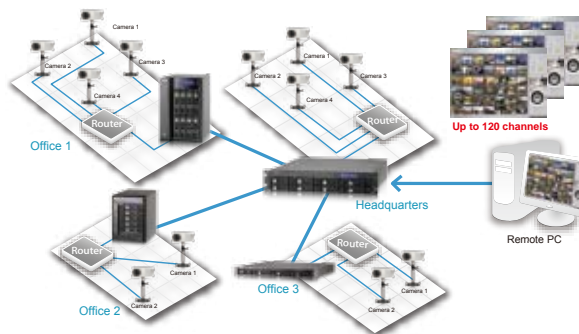 Camera 1
Camera 2
Camera 3
Camera 4
Router
Office 1
Camera 1
Camera 2
Camera 3
Camera 4
Router
Up to 120 channels
Headquarters
Remote PC
Router
Camera 1
Camera 2
Office 2
Router
Camera 1
Camera 2
Office 3